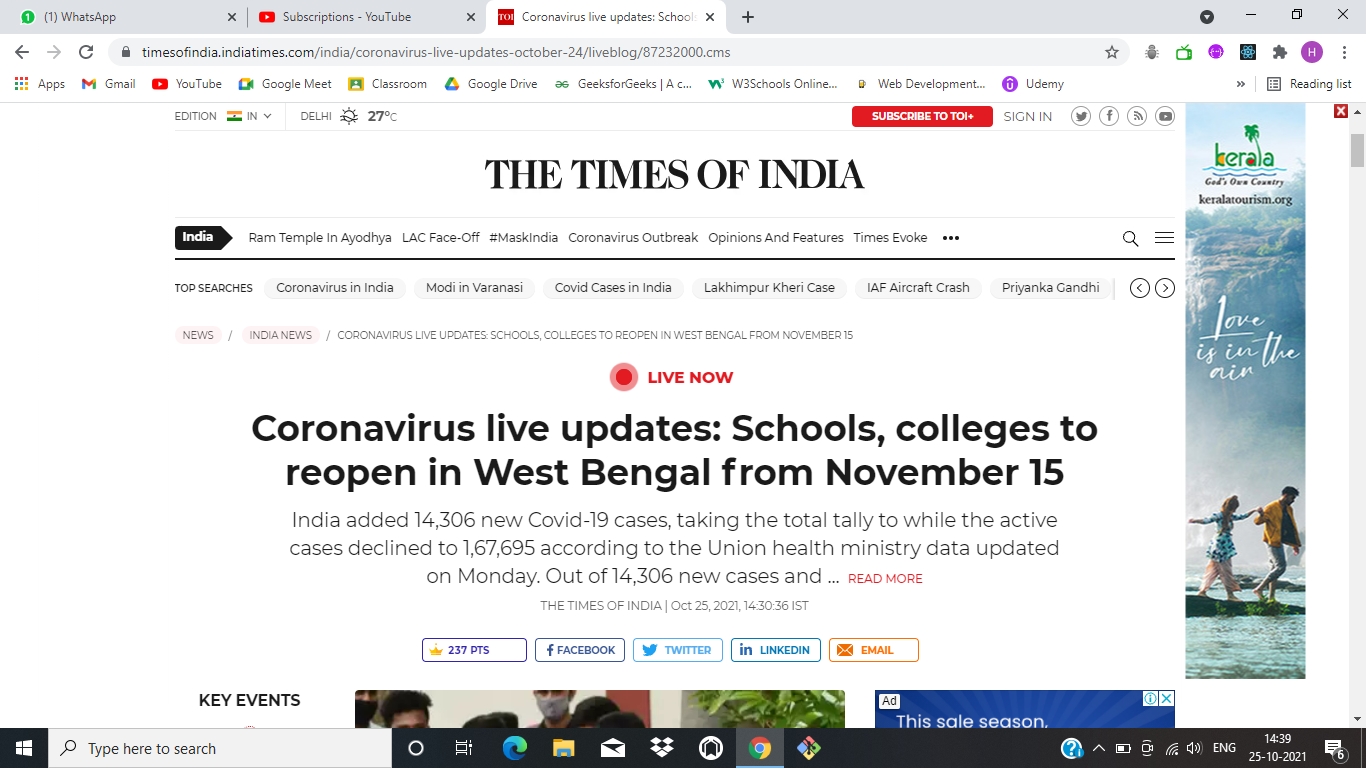 (1) WhatsApp
Subscriptions - YouTube
TOI Coronavirus live updates: Schools
timesofindia.indiatimes.com/india/coronavirus-live-updates-october-24/liveblog/87232000.cms
H
Apps Gmail YouTube Google Meet Classroom Google Drive GeeksforGeeks | A c... W3Schools Online... Web Development... Udemy » Reading list
EDITION IN DELHI 27°C SUBSCRIBE TO TOI+ SIGN IN
THE TIMES OF INDIA
India Ram Temple In Ayodhya LAC Face-Off #MaskIndia Coronavirus Outbreak Opinions And Features Times Evoke •••
TOP SEARCHES Coronavirus in India Modi in Varanasi Covid Cases in India Lakhimpur Kheri Case IAF Aircraft Crash Priyanka Gandhi
NEWS / INDIA NEWS / CORONAVIRUS LIVE UPDATES: SCHOOLS, COLLEGES TO REOPEN IN WEST BENGAL FROM NOVEMBER 15
LIVE NOW
Coronavirus live updates: Schools, colleges to
reopen in West Bengal from November 15
India added 14,306 new Covid-19 cases, taking the total tally to while the active
cases declined to 1,67,695 according to the Union health ministry data updated
on Monday. Out of 14,306 new cases and ... READ MORE
THE TIMES OF INDIA | Oct 25, 2021, 14:30:36 IST
237 PTS FACEBOOK TWITTER LINKEDIN EMAIL
KEY EVENTS
Ad
This sale season,
kerala
God's Own Country
keralatourism.org
Love
is in the
air
Type here to search
ENG
14:39
25-10-2021
6